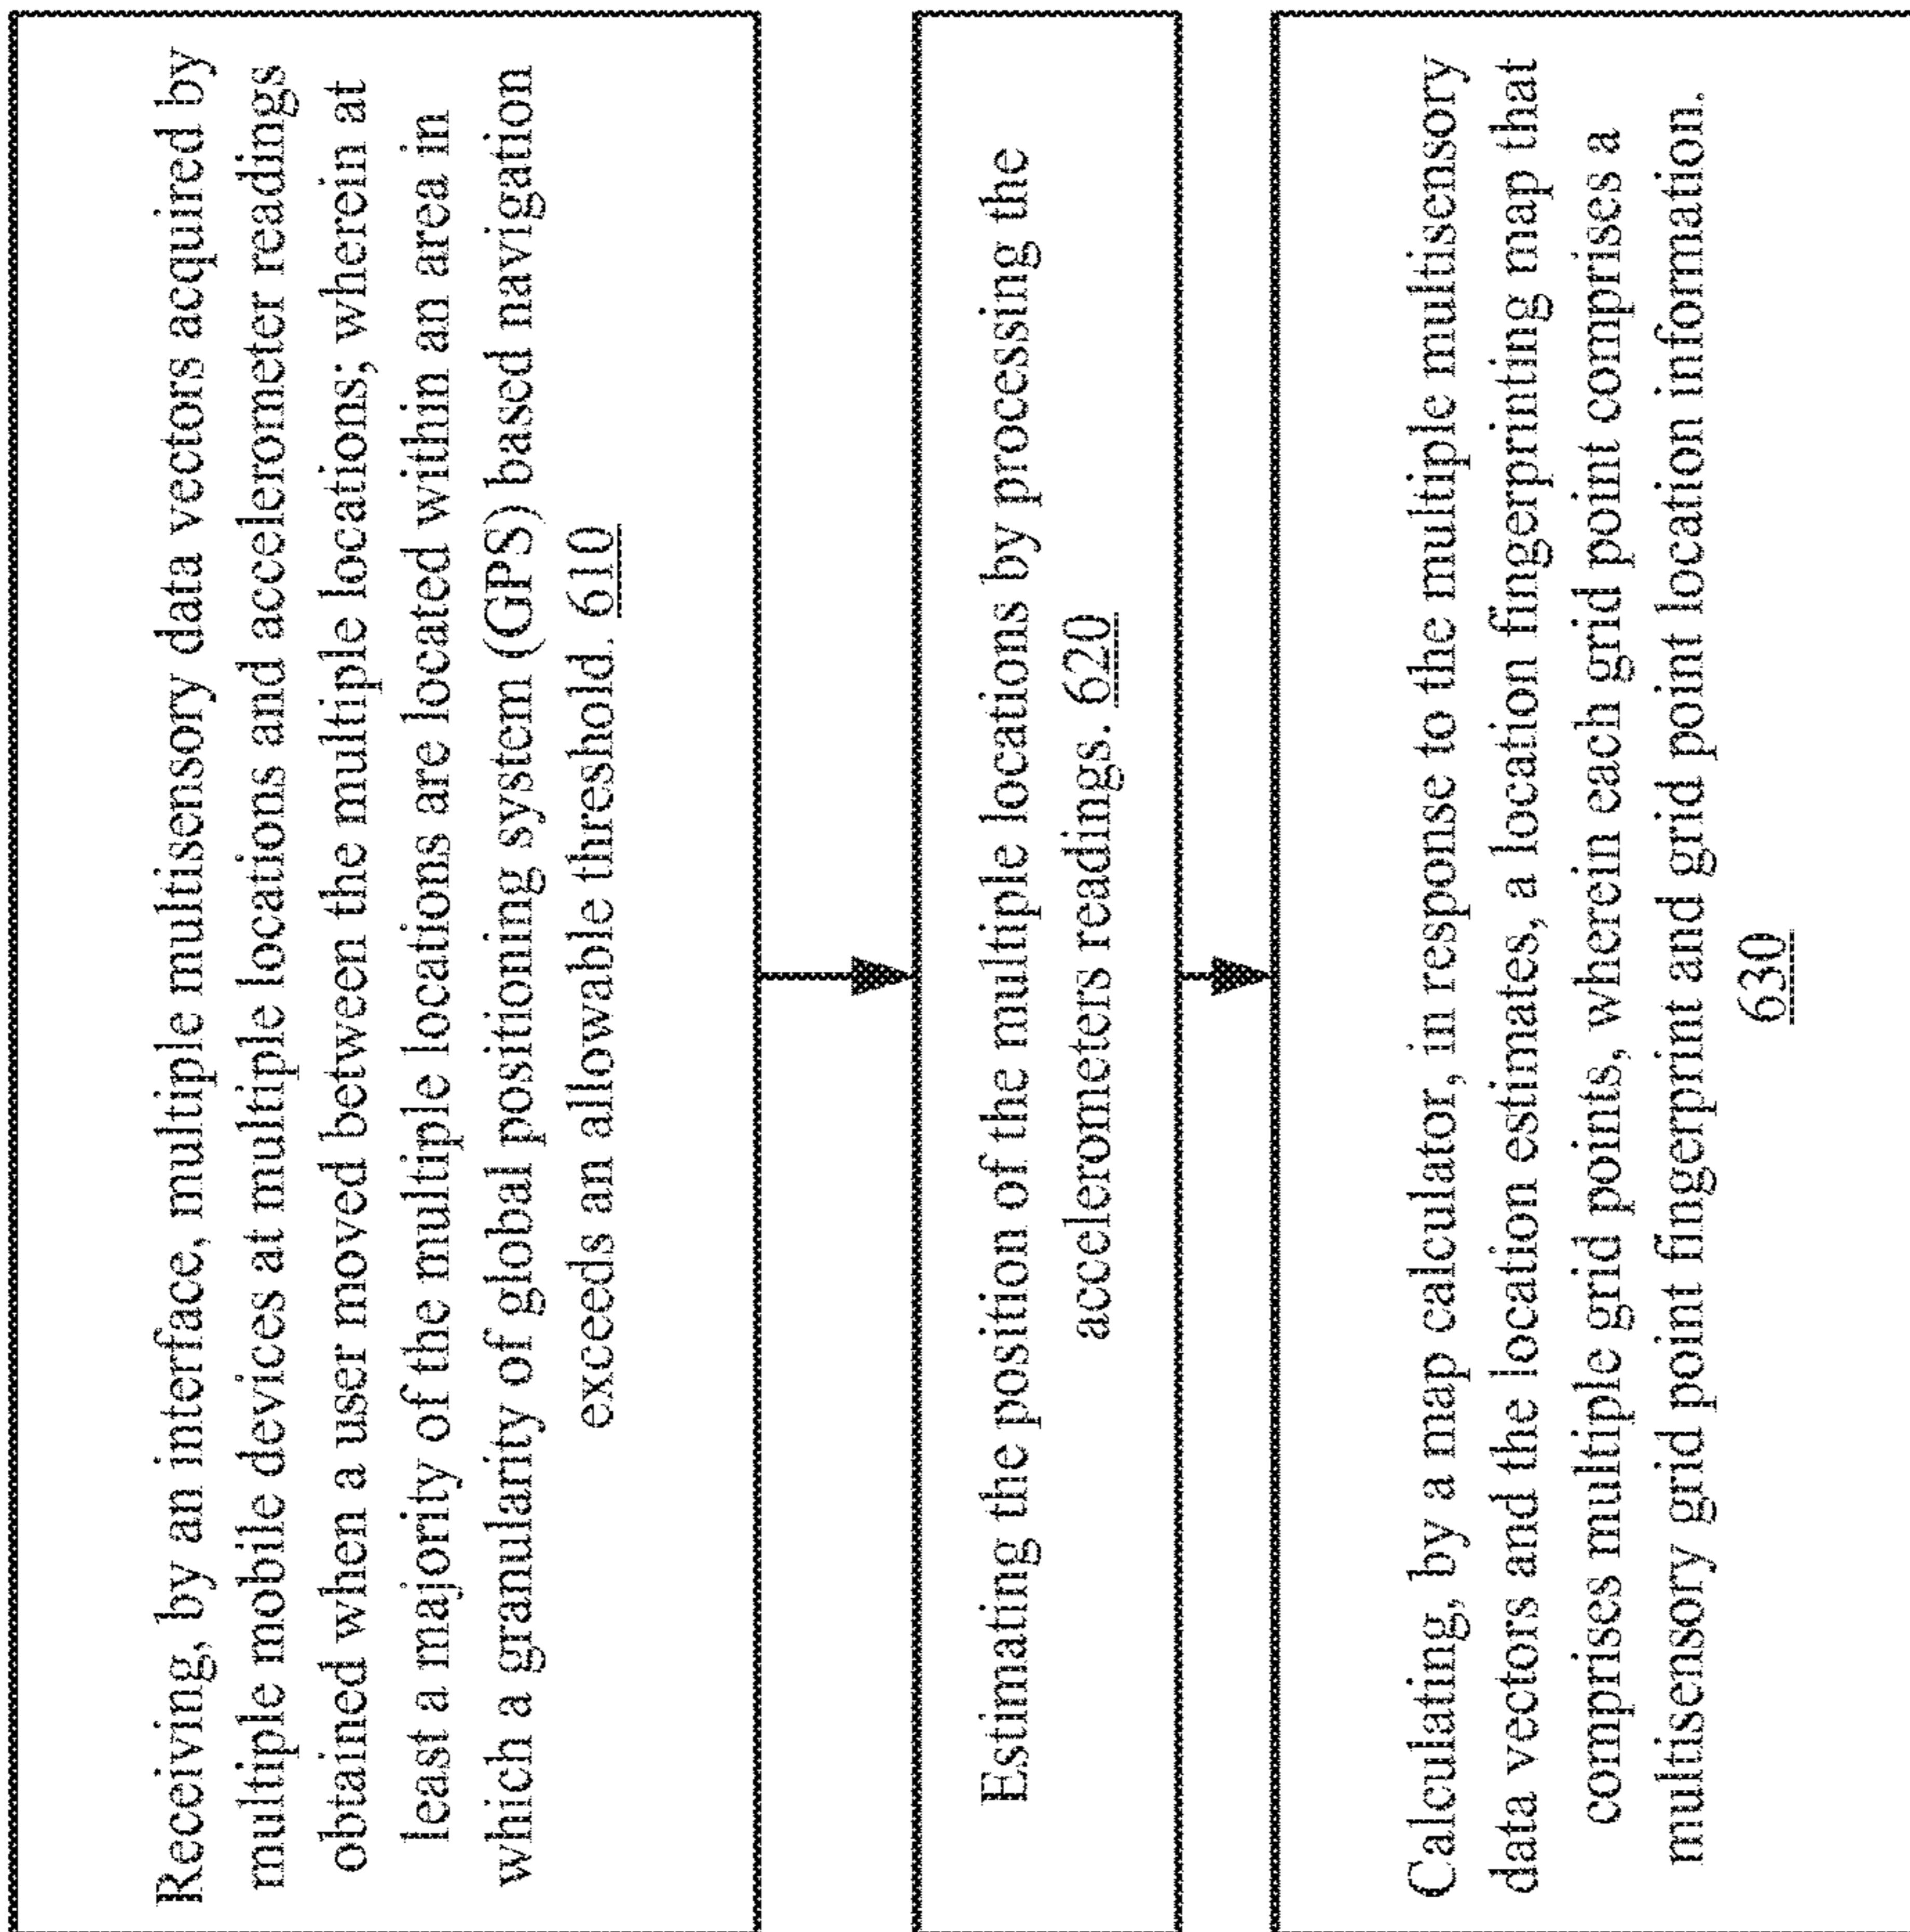 Receiving, by an interface, multiple multisensory data vectors acquired by
multiple mobile devices at multiple locations and accelerometer readings
obtained when a user moved between the multiple locations; wherein at
least a majority of the multiple locations are located within an area in
which a granularity of global positioning system (GPS) based navigation
exceeds an allowable threshold. 610
Estimating the position of the multiple locations by processing the
accelerometers readings. 620
Calculating, by a map calculator, in response to the multiple multisensory
data vectors and the location estimates, a location fingerprinting map that
comprises multiple grid points, wherein each grid point comprises a
multisensory grid point fingerprint and grid point location information.
630